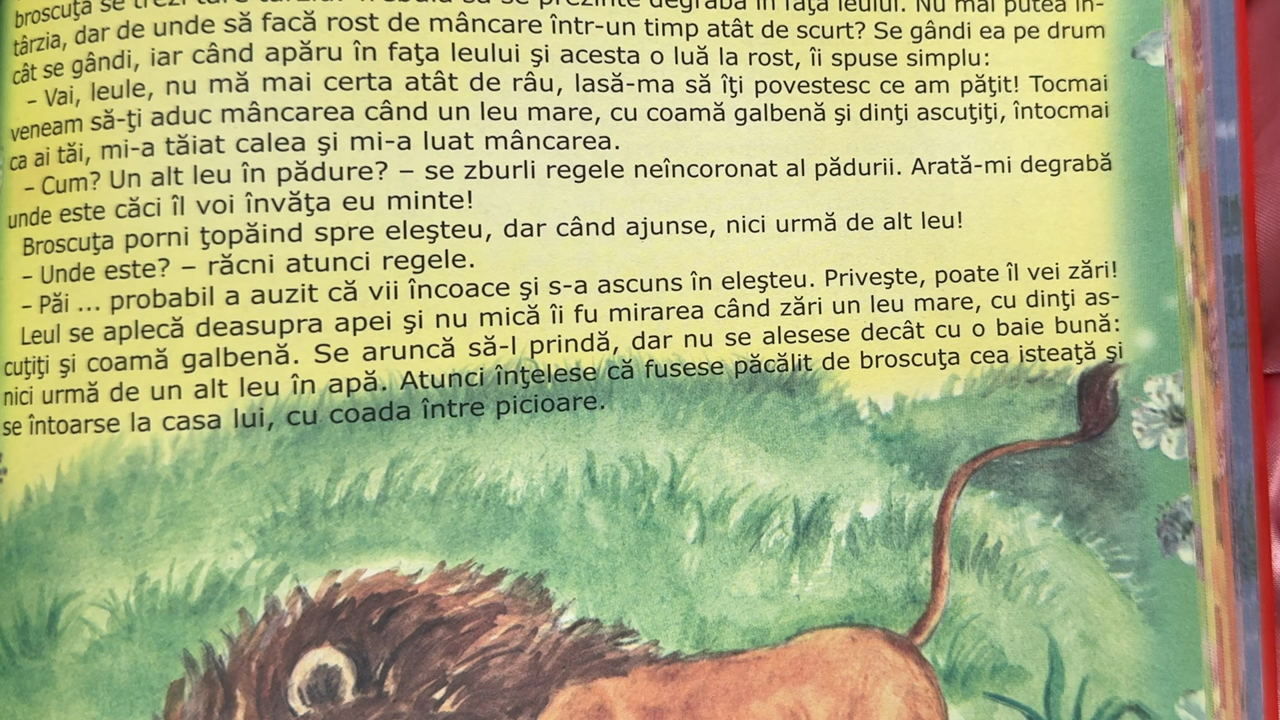 broscuţa se trezi târzia. Trebuia să se prezinte degrabă în faţa leului. Nu mai putea în-
târzia, dar de unde să facă rost de mâncare într-un timp atât de scurt? Se gândi ea pe drum
cât se gândi, iar când apăru în faţa leului şi acesta o luă la rost, îi spuse simplu:
– Vai, leule, nu mă mai certa atât de râu, lasă-ma să îţi povestesc ce am păţit! Tocmai
veneam să-ţi aduc mâncarea când un leu mare, cu coamă galbenă şi dinţi ascuţiţi, întocmai
ca ai tăi, mi-a tăiat calea şi mi-a luat mâncarea.
– Cum? Un alt leu în pădure? – se zburli regele neîncoronat al pădurii. Arată-mi degrabă
unde este căci îl voi învăţa eu minte!
Broscuţa porni ţopăind spre eleşteu, dar când ajunse, nici urmă de alt leu!
– Unde este? – răcni atunci regele.
– Păi ... probabil a auzit că vii încoace şi s-a ascuns în eleşteu. Priveşte, poate îl vei zări!
Leul se aplecă deasupra apei şi nu mică îi fu mirarea când zări un leu mare, cu dinţi as-
cuţiţi şi coamă galbenă. Se aruncă să-l prindă, dar nu se alesese decât cu o baie bună:
nici urmă de un alt leu în apă. Atunci înţelese că fusese păcălit de broscuţa cea isteaţă şi
se întoarse la casa lui, cu coada între picioare.